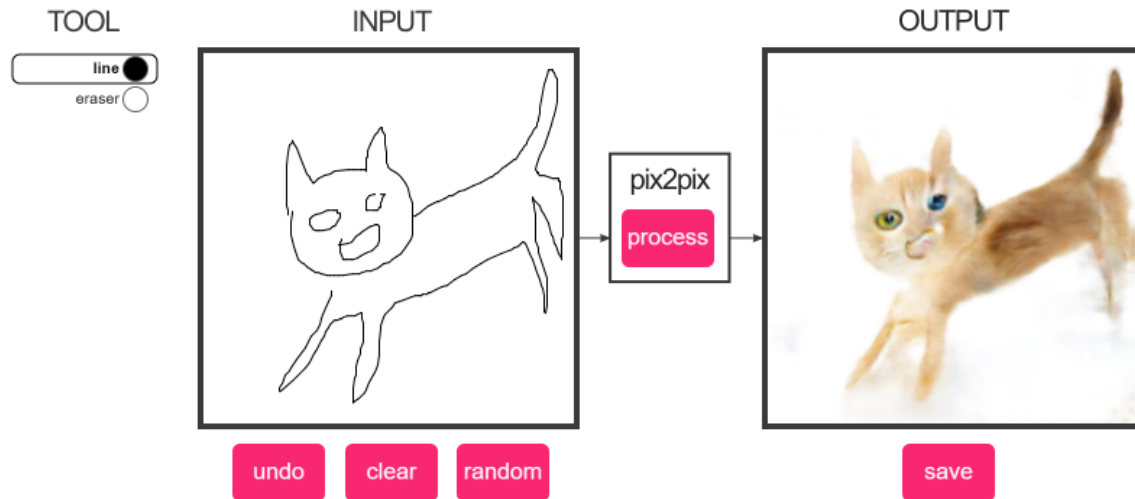 TOOL
INPUT
OUTPUT
line
eraser
pix2pix
process
undo
clear
random
save